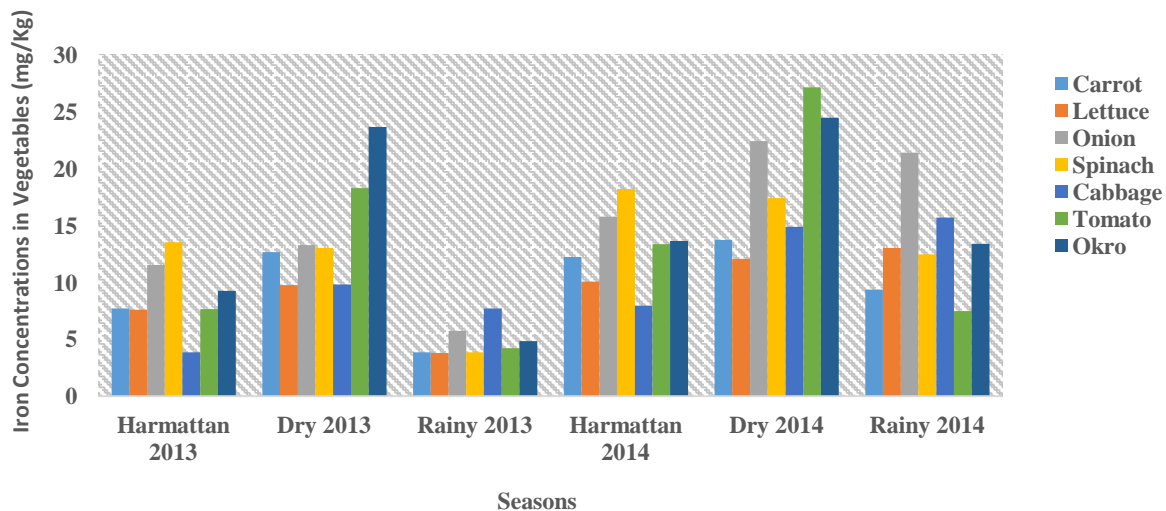 Iron Concentrations in Vegetables (mg/Kg)
30
25
20
15
10
5
0
Harmattan
2013
Dry 2013
Rainy 2013
Harmattan
2014
Dry 2014
Rainy 2014
Seasons
Carrot
Lettuce
Onion
Spinach
Cabbage
Tomato
Okro